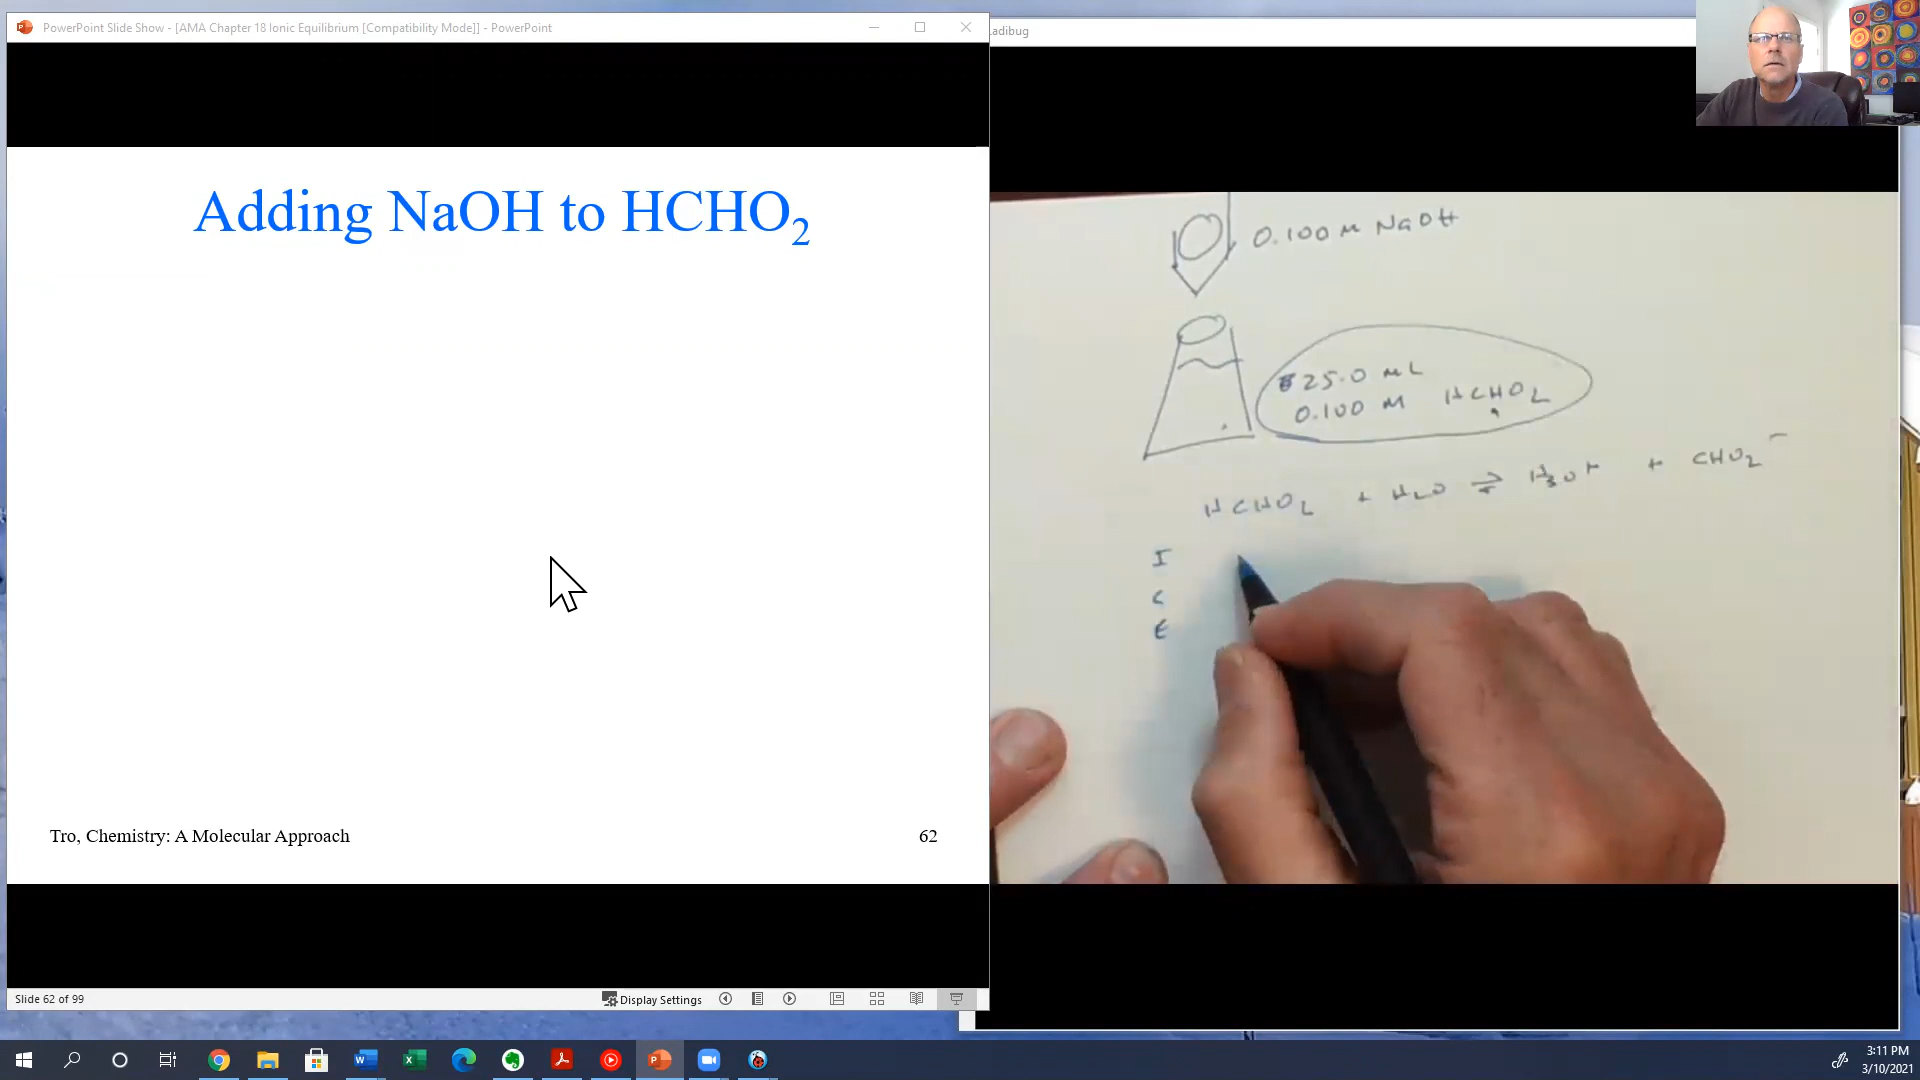 PowerPoint Slide Show - [AMA Chapter 18 Ionic Equilibrium [Compatibility Mode]] - PowerPoint
Adding NaOH to HCHO₂
Tro, Chemistry: A Molecular Approach
62
Slide 62 of 99
Display Settings
Ladibug
0.100 M NaOH
25.0 mL
0.100 M HCHO₂
HCHO₂ + H₂O ⇌ H₃O⁺ + CHO₂⁻
I
C
E
3:11 PM
3/10/2021